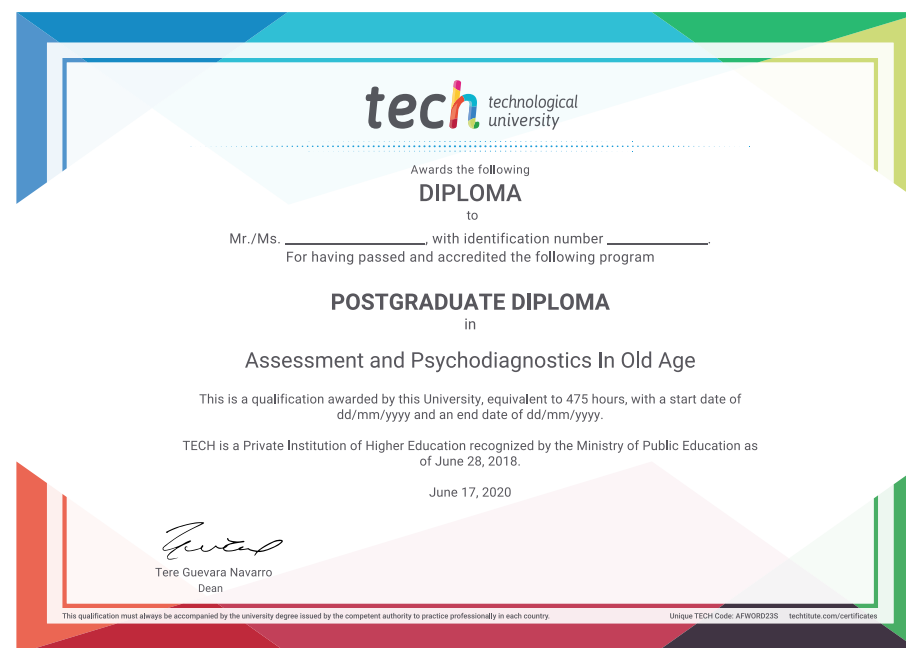 tech technological
university
Awards the following
DIPLOMA
to
Mr./Ms. ____________________, with identification number ______________.
For having passed and accredited the following program
POSTGRADUATE DIPLOMA
in
Assessment and Psychodiagnostics In Old Age
This is a qualification awarded by this University, equivalent to 475 hours, with a start date of
dd/mm/yyyy and an end date of dd/mm/yyyy.
TECH is a Private Institution of Higher Education recognized by the Ministry of Public Education as
of June 28, 2018.
June 17, 2020
Tere Guevara Navarro
Dean
This qualification must always be accompanied by the university degree issued by the competent authority to practice professionally in each country. Unique TECH Code: AFWORD23S techtitute.com/certificates